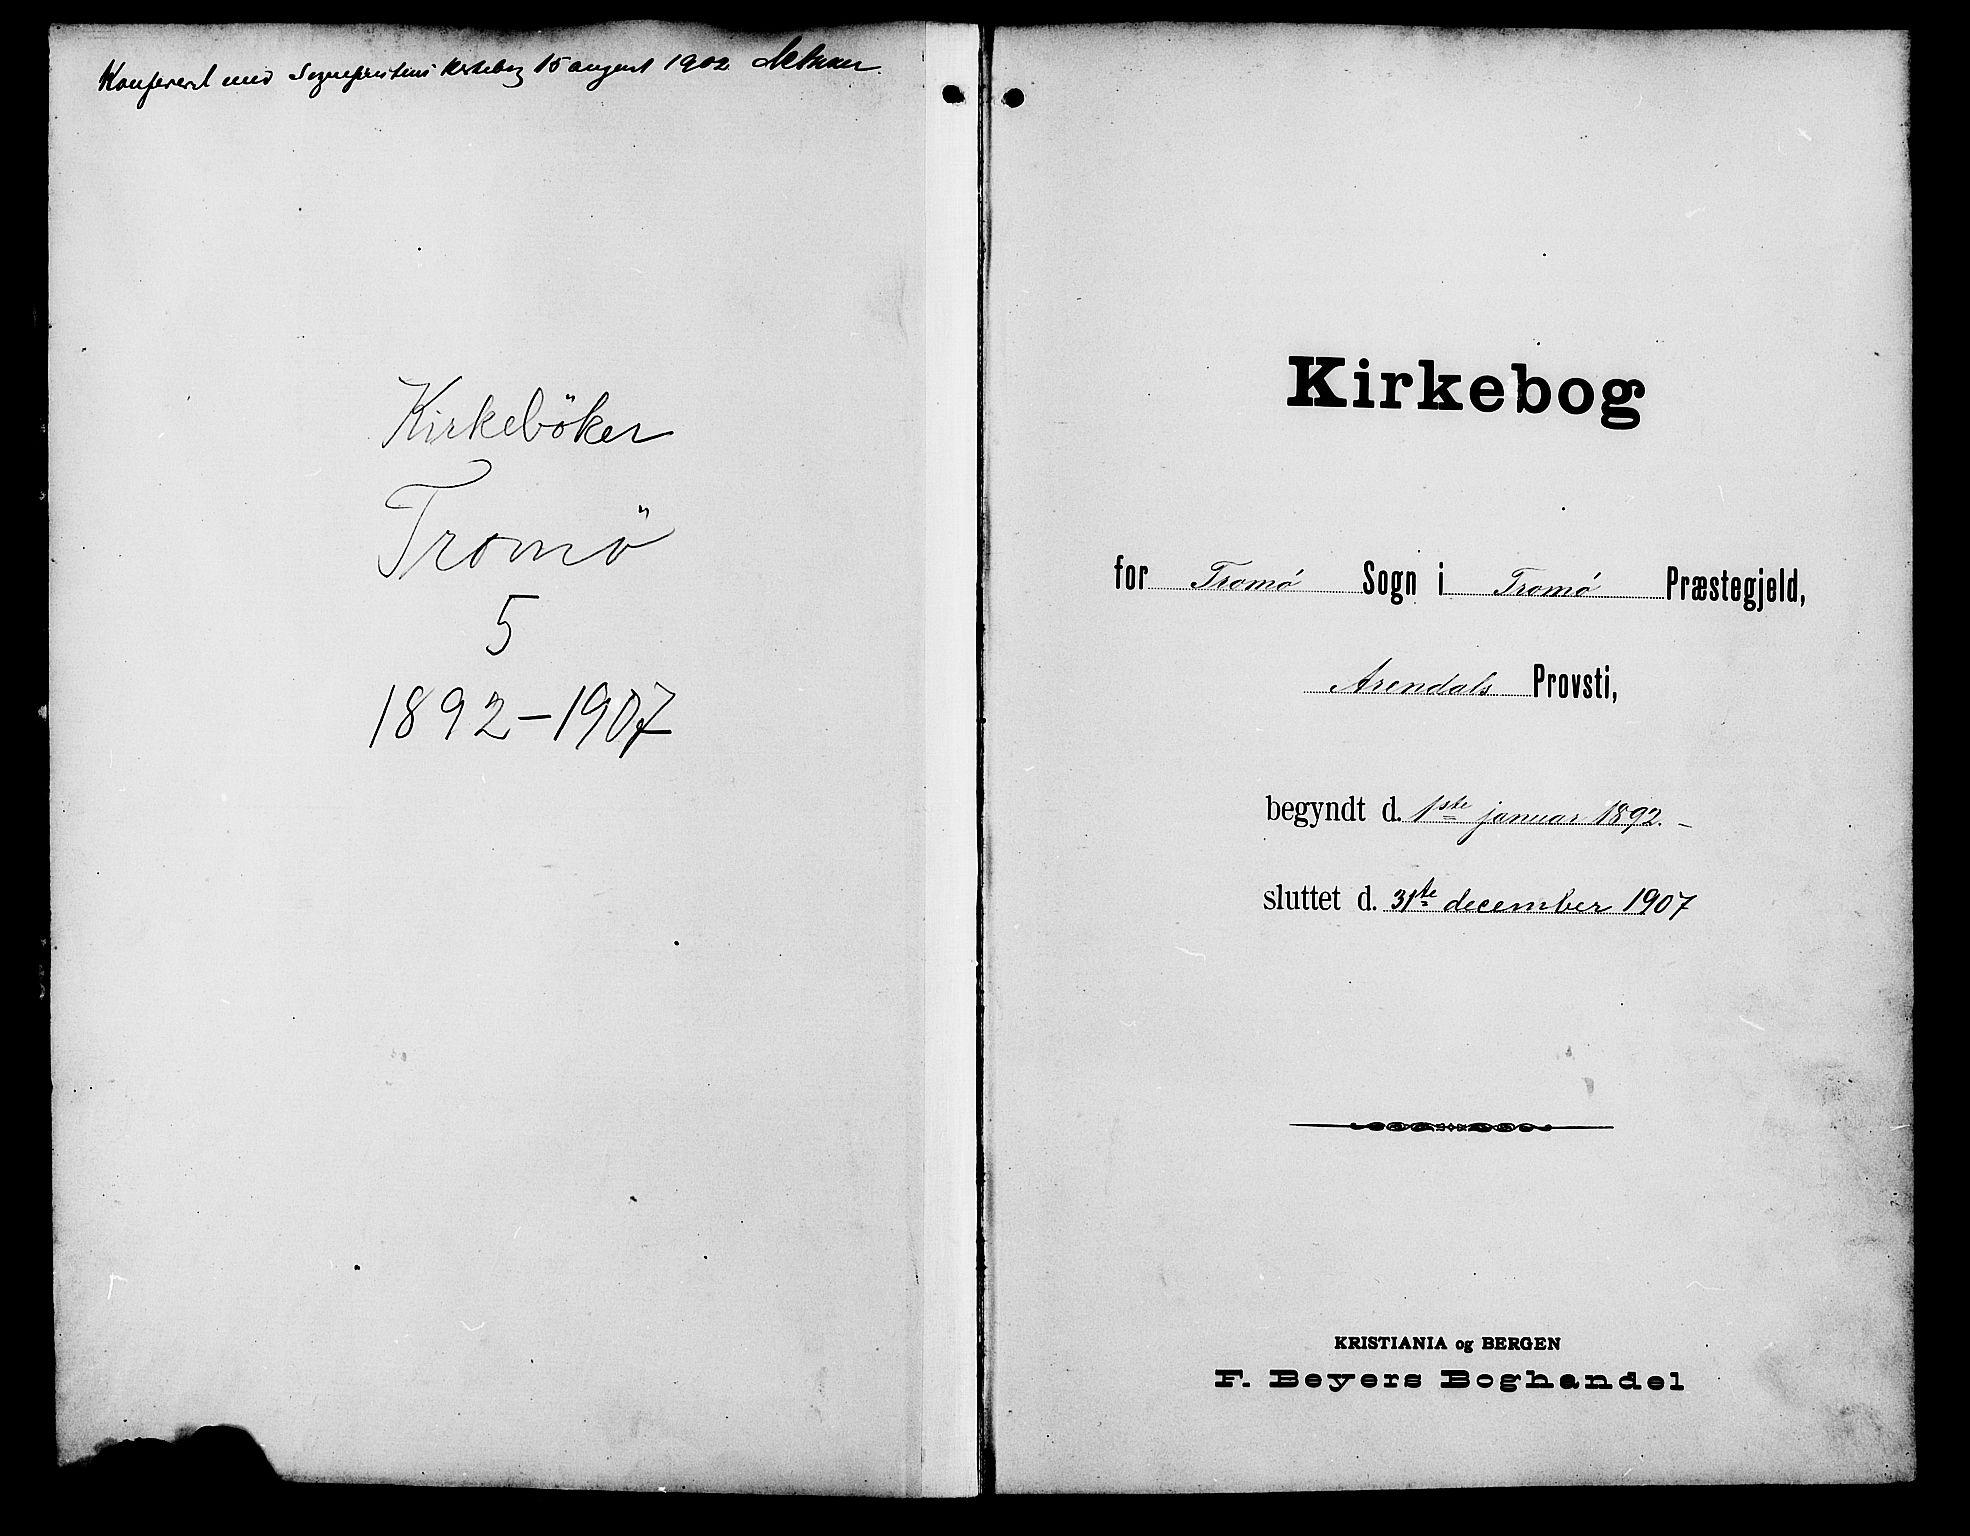 Konfereret med Sognepræstens Kirkebog 15 august 1902
Kirkeböker
Tromö
5
1892-1907
Kirkebog
for Tromø Sogn i Tromø Præstegjeld,
Arendals Provsti,
begyndt d. 1ste januar 1892. -
sluttet d. 31te december 1907
KRISTIANIA og BERGEN
F. Beyers Boghandel